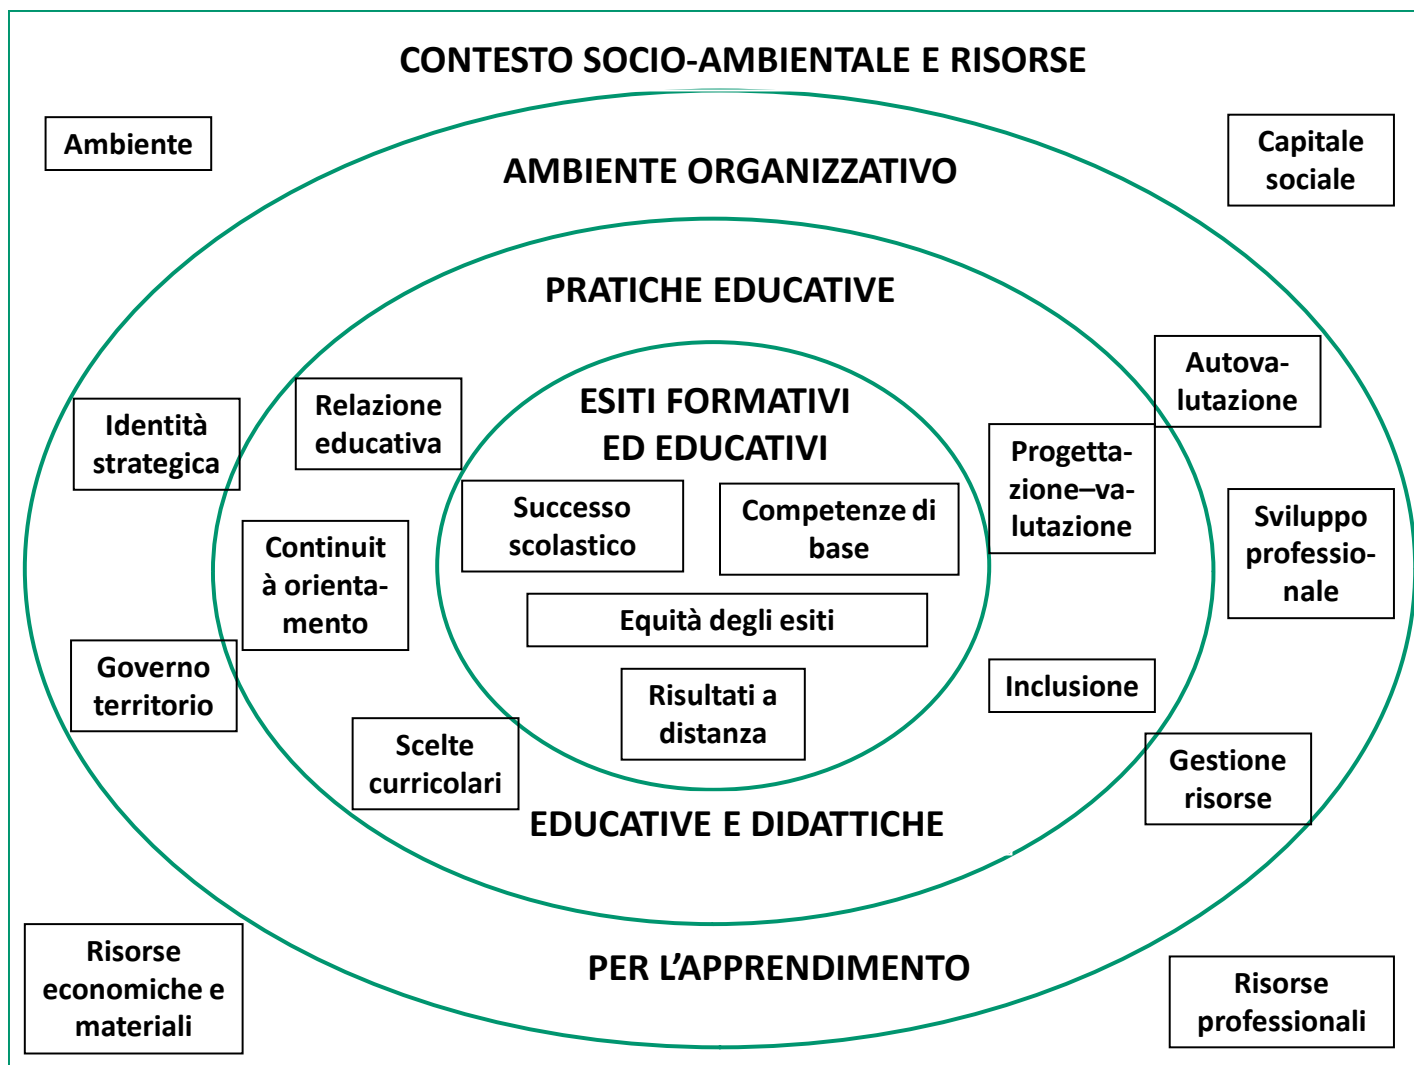 CONTESTO SOCIO-AMBIENTALE E RISORSE
Ambiente
Capitale
sociale
AMBIENTE ORGANIZZATIVO
PRATICHE EDUCATIVE
Autova-
lutazione
Identità
strategica
Relazione
educativa
ESITI FORMATIVI
ED EDUCATIVI
Progetta-
zione–va-
lutazione
Successo
scolastico
Competenze di
base
Sviluppo
professio-
nale
Continuit
à orienta-
mento
Equità degli esiti
Governo
territorio
Risultati a
distanza
Inclusione
Scelte
curricolari
Gestione
risorse
EDUCATIVE E DIDATTICHE
Risorse
economiche e
materiali
PER L’APPRENDIMENTO
Risorse
professionali